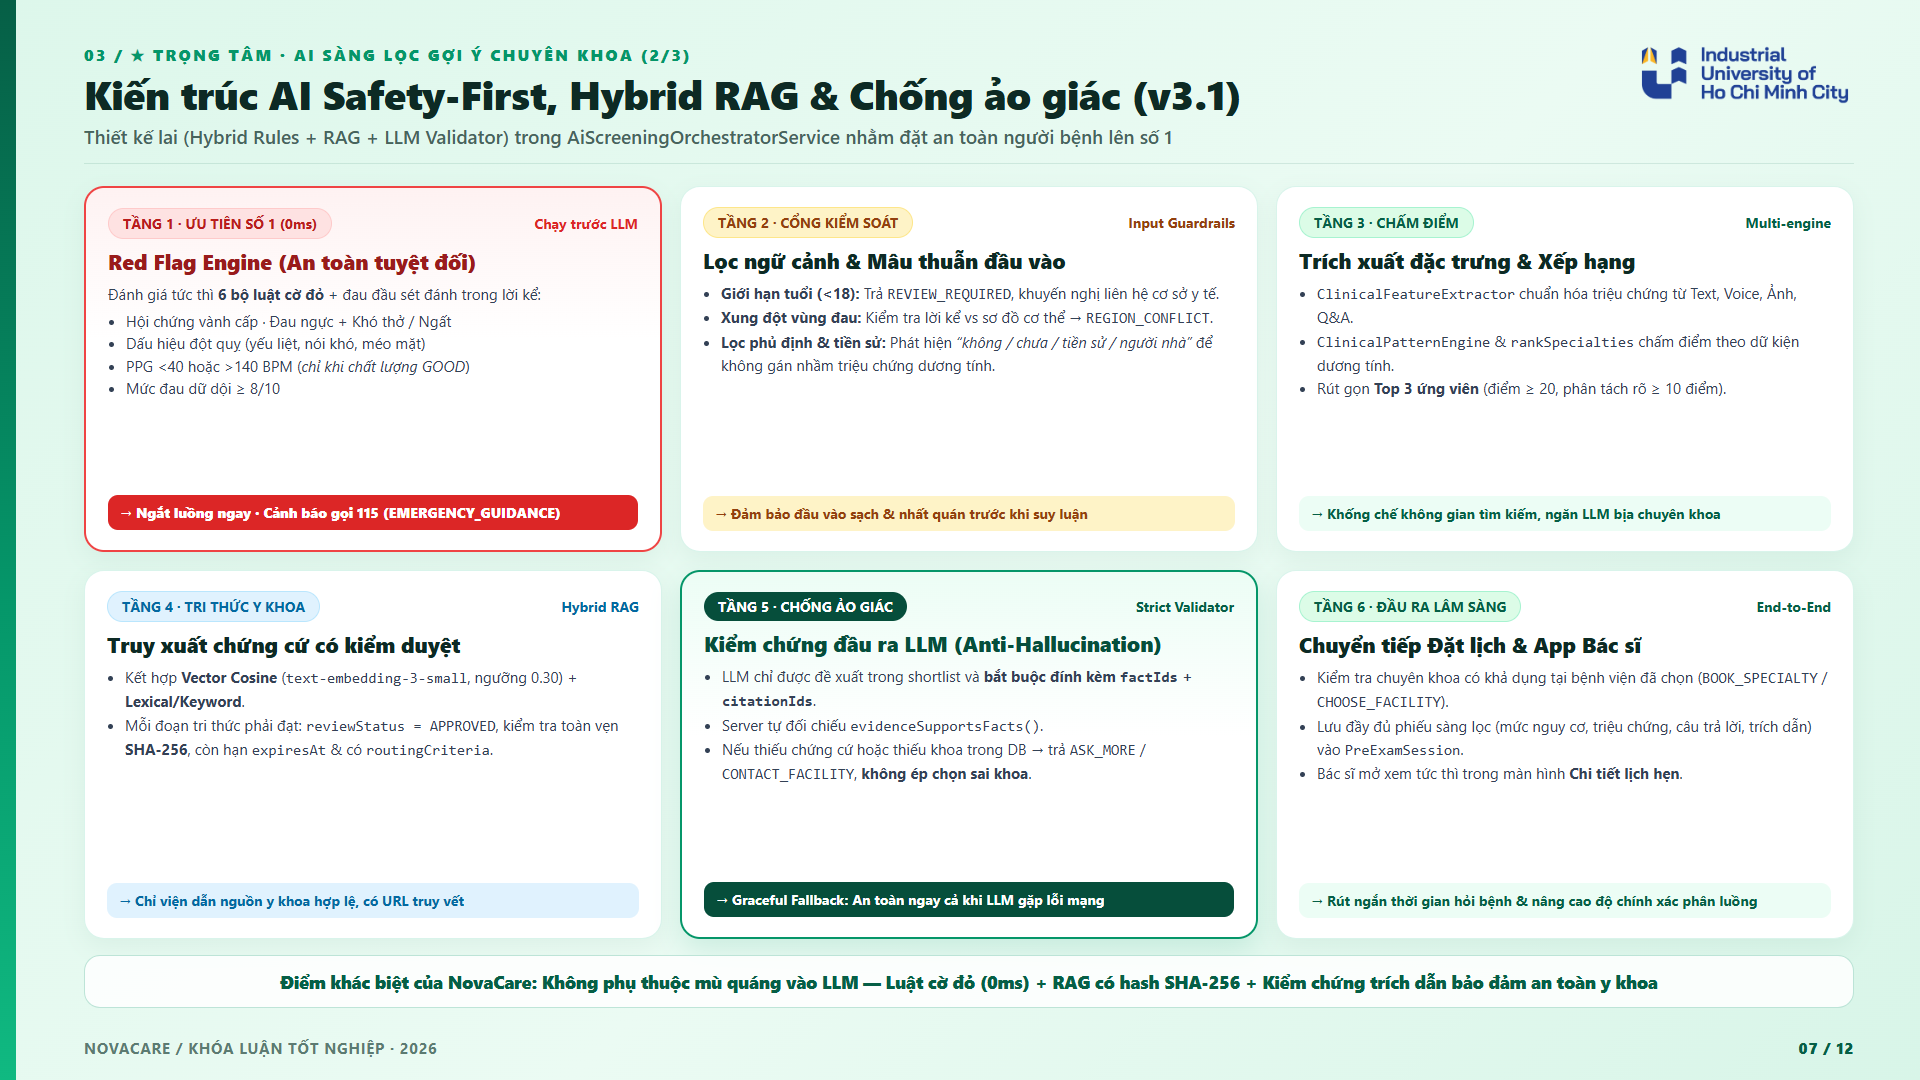 03 / ★ TRỌNG TÂM · AI SÀNG LỌC GỢI Ý CHUYÊN KHOA (2/3)
Kiến trúc AI Safety-First, Hybrid RAG & Chống ảo giác (v3.1)
Thiết kế lại (Hybrid Rules + RAG + LLM Validator) trong AiScreeningOrchestratorService nhằm đặt an toàn người bệnh lên số 1
Industrial
University of
Ho Chi Minh City
TẦNG 1 · ƯU TIÊN SỐ 1 (0ms)
Chạy trước LLM
Red Flag Engine (An toàn tuyệt đối)
Đánh giá tức thì 6 bộ luật cờ đỏ + đau đầu sét đánh trong lời kể:
• Hội chứng vành cấp · Đau ngực + Khó thở / Ngất
• Dấu hiệu đột quỵ (yếu liệt, nói khó, méo mặt)
• PPG <40 hoặc >140 BPM (chỉ khi chất lượng GOOD)
• Mức đau dữ dội ≥ 8/10
→ Ngắt luồng ngay · Cảnh báo gọi 115 (EMERGENCY_GUIDANCE)
TẦNG 2 · CỔNG KIỂM SOÁT
Input Guardrails
Lọc ngữ cảnh & Mâu thuẫn đầu vào
• Giới hạn tuổi (<18): Trả REVIEW_REQUIRED, khuyến nghị liên hệ cơ sở y tế.
• Xung đột vùng đau: Kiểm tra lời kể vs sơ đồ cơ thể → REGION_CONFLICT.
• Lọc phủ định & tiền sử: Phát hiện “không / chưa / tiền sử / người nhà” để
không gán nhầm triệu chứng dương tính.
→ Đảm bảo đầu vào sạch & nhất quán trước khi suy luận
TẦNG 3 · CHẤM ĐIỂM
Multi-engine
Trích xuất đặc trưng & Xếp hạng
• ClinicalFeatureExtractor chuẩn hóa triệu chứng từ Text, Voice, Ảnh,
Q&A.
• ClinicalPatternEngine & rankSpecialties chấm điểm theo dữ kiện
dương tính.
• Rút gọn Top 3 ứng viên (điểm ≥ 20, phân tách rõ ≥ 10 điểm).
→ Khống chế không gian tìm kiếm, ngăn LLM bịa chuyên khoa
TẦNG 4 · TRI THỨC Y KHOA
Hybrid RAG
Truy xuất chứng cứ có kiểm duyệt
• Kết hợp Vector Cosine (text-embedding-3-small, ngưỡng 0.30) +
Lexical/Keyword.
• Mỗi đoạn tri thức phải đạt: reviewStatus = APPROVED, kiểm tra toàn vẹn
SHA-256, còn hạn expiresAt & có routingCriteria.
→ Chỉ viện dẫn nguồn y khoa hợp lệ, có URL truy vết
TẦNG 5 · CHỐNG ẢO GIÁC
Strict Validator
Kiểm chứng đầu ra LLM (Anti-Hallucination)
• LLM chỉ được đề xuất trong shortlist và bắt buộc đính kèm factIds +
citationIds.
• Server tự đối chiếu evidenceSupportsFacts().
• Nếu thiếu chứng cứ hoặc thiếu khoa trong DB → trả ASK_MORE /
CONTACT_FACILITY, không ép chọn sai khoa.
→ Graceful Fallback: An toàn ngay cả khi LLM gặp lỗi mạng
TẦNG 6 · ĐẦU RA LÂM SÀNG
End-to-End
Chuyển tiếp Đặt lịch & App Bác sĩ
• Kiểm tra chuyên khoa có khả dụng tại bệnh viện đã chọn (BOOK_SPECIALTY /
CHOOSE_FACILITY).
• Lưu đầy đủ phiếu sàng lọc (mức nguy cơ, triệu chứng, câu trả lời, trích dẫn)
vào PreExamSession.
• Bác sĩ mở xem tức thì trong màn hình Chi tiết lịch hẹn.
→ Rút ngắn thời gian hỏi bệnh & nâng cao độ chính xác phân luồng
Điểm khác biệt của NovaCare: Không phụ thuộc mù quáng vào LLM — Luật cờ đỏ (0ms) + RAG có hash SHA-256 + Kiểm chứng trích dẫn bảo đảm an toàn y khoa
NOVACARE / KHÓA LUẬN TỐT NGHIỆP · 2026
07 / 12